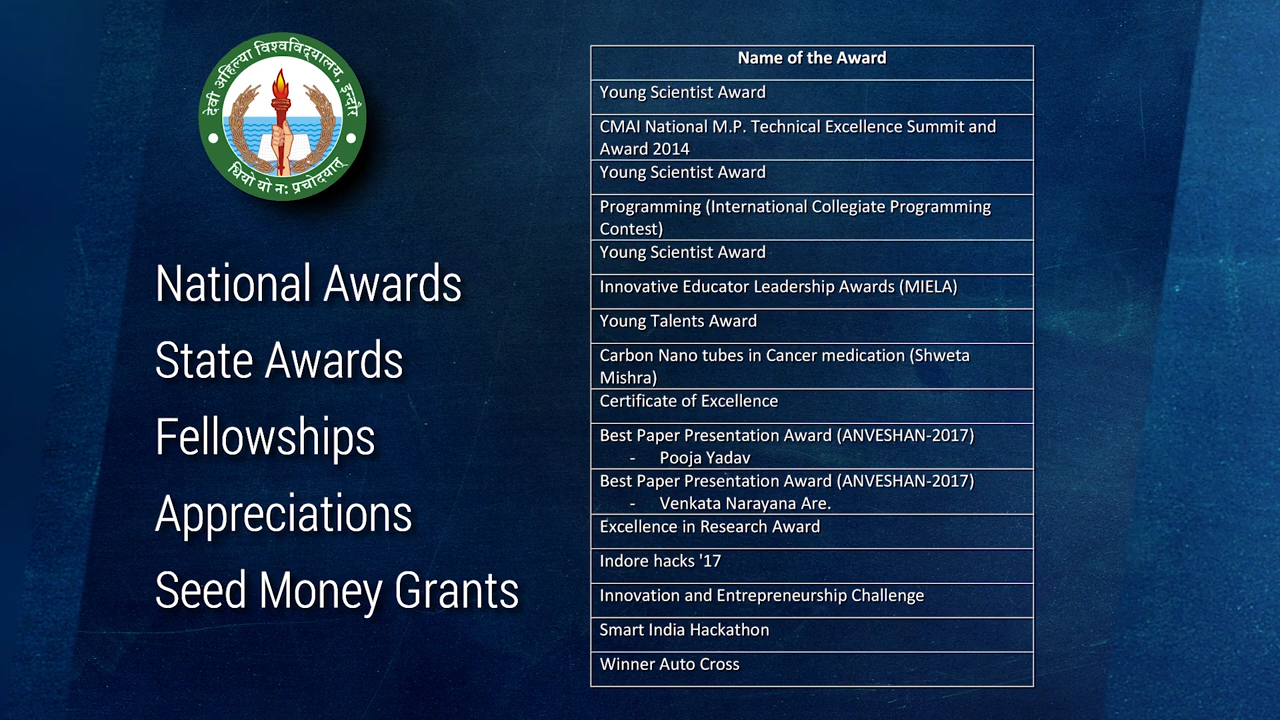 देवी अहिल्या विश्वविद्यालय, इन्दौर
धियो यो न: प्रचोदयात्
National Awards
State Awards
Fellowships
Appreciations
Seed Money Grants
Name of the Award
Young Scientist Award
CMAI National M.P. Technical Excellence Summit and
Award 2014
Young Scientist Award
Programming (International Collegiate Programming
Contest)
Young Scientist Award
Innovative Educator Leadership Awards (MIELA)
Young Talents Award
Carbon Nano tubes in Cancer medication (Shweta
Mishra)
Certificate of Excellence
Best Paper Presentation Award (ANVESHAN-2017)
- Pooja Yadav
Best Paper Presentation Award (ANVESHAN-2017)
- Venkata Narayana Are.
Excellence in Research Award
Indore hacks '17
Innovation and Entrepreneurship Challenge
Smart India Hackathon
Winner Auto Cross